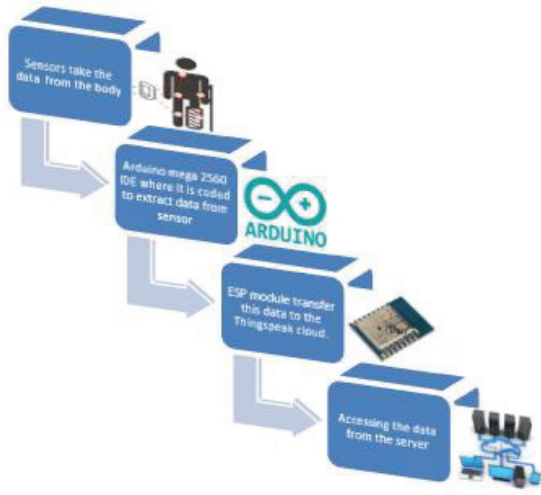 Sensors take the
data from the body
Arduino mega 2560
IDE where it is coded
to extract data from
sensor
ARDUINO
ESP module transfer
this data to the
Thingspeak cloud.
Accessing the data
from the server